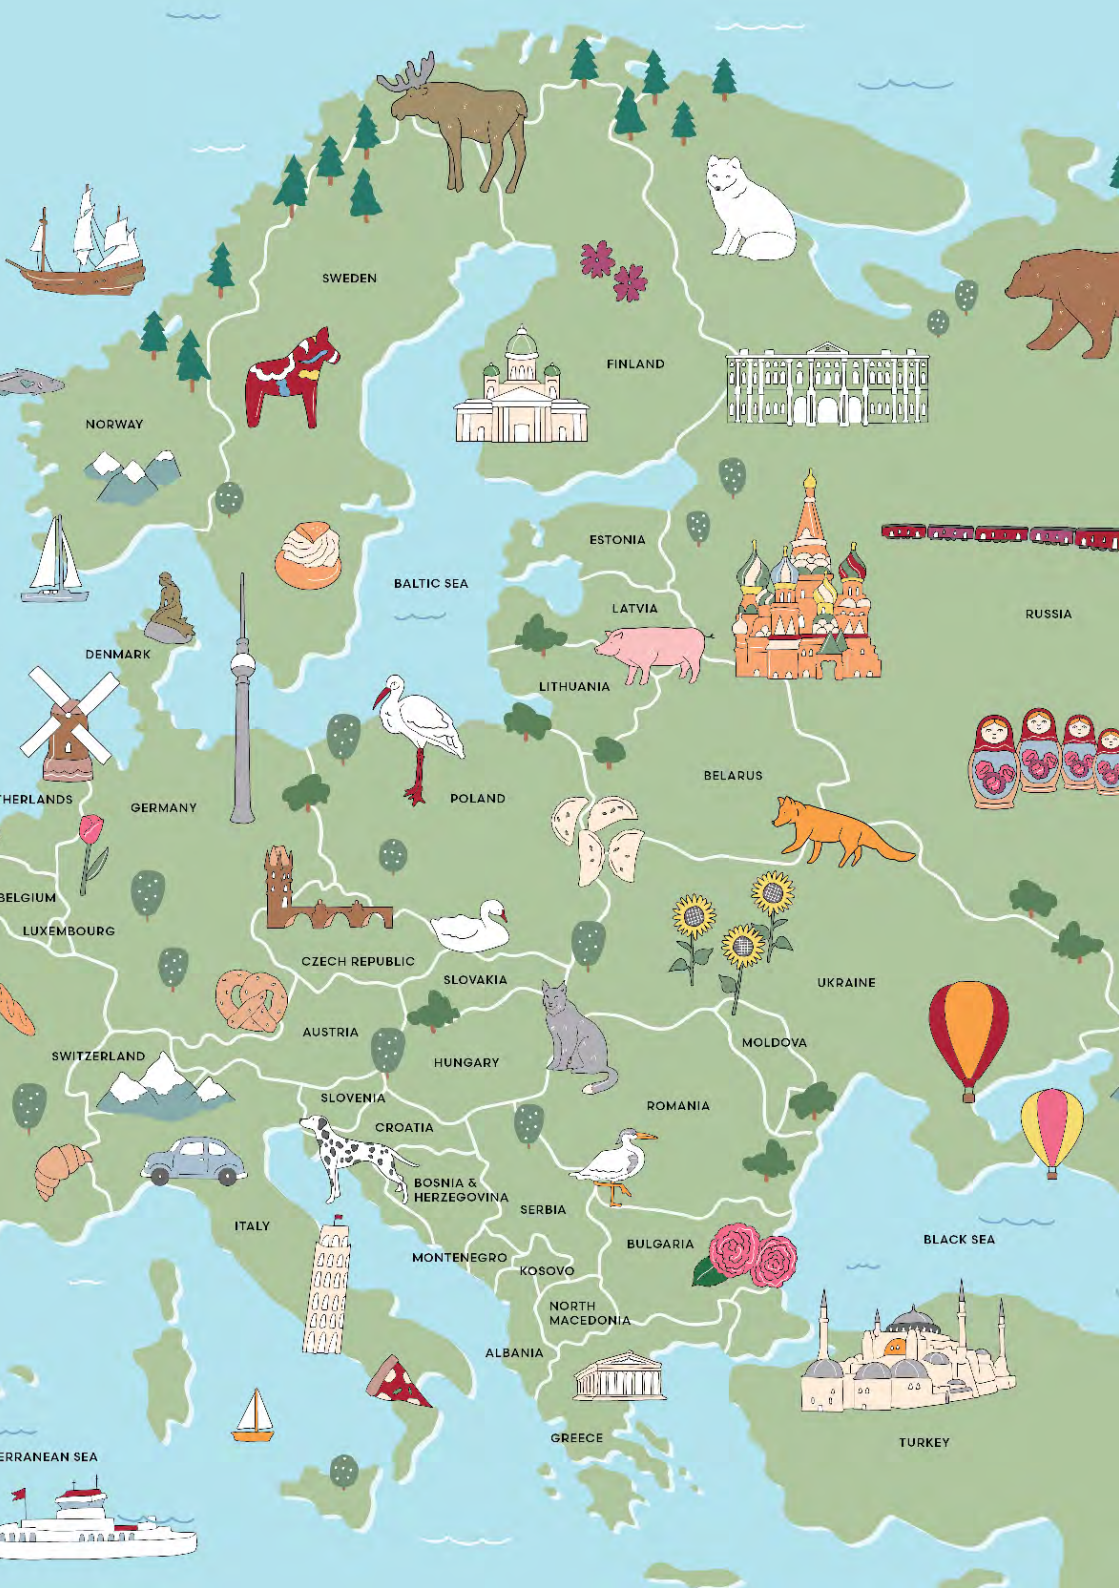 SWEDEN
FINLAND
NORWAY
ESTONIA
BALTIC SEA
LATVIA
RUSSIA
DENMARK
LITHUANIA
BELARUS
THERLANDS
GERMANY
POLAND
BELGIUM
LUXEMBOURG
CZECH REPUBLIC
SLOVAKIA
UKRAINE
AUSTRIA
MOLDOVA
SWITZERLAND
HUNGARY
SLOVENIA
ROMANIA
CROATIA
BOSNIA &
HERZEGOVINA
SERBIA
ITALY
BULGARIA
BLACK SEA
MONTENEGRO
KOSOVO
NORTH
MACEDONIA
ALBANIA
GREECE
TURKEY
ERRANEAN SEA